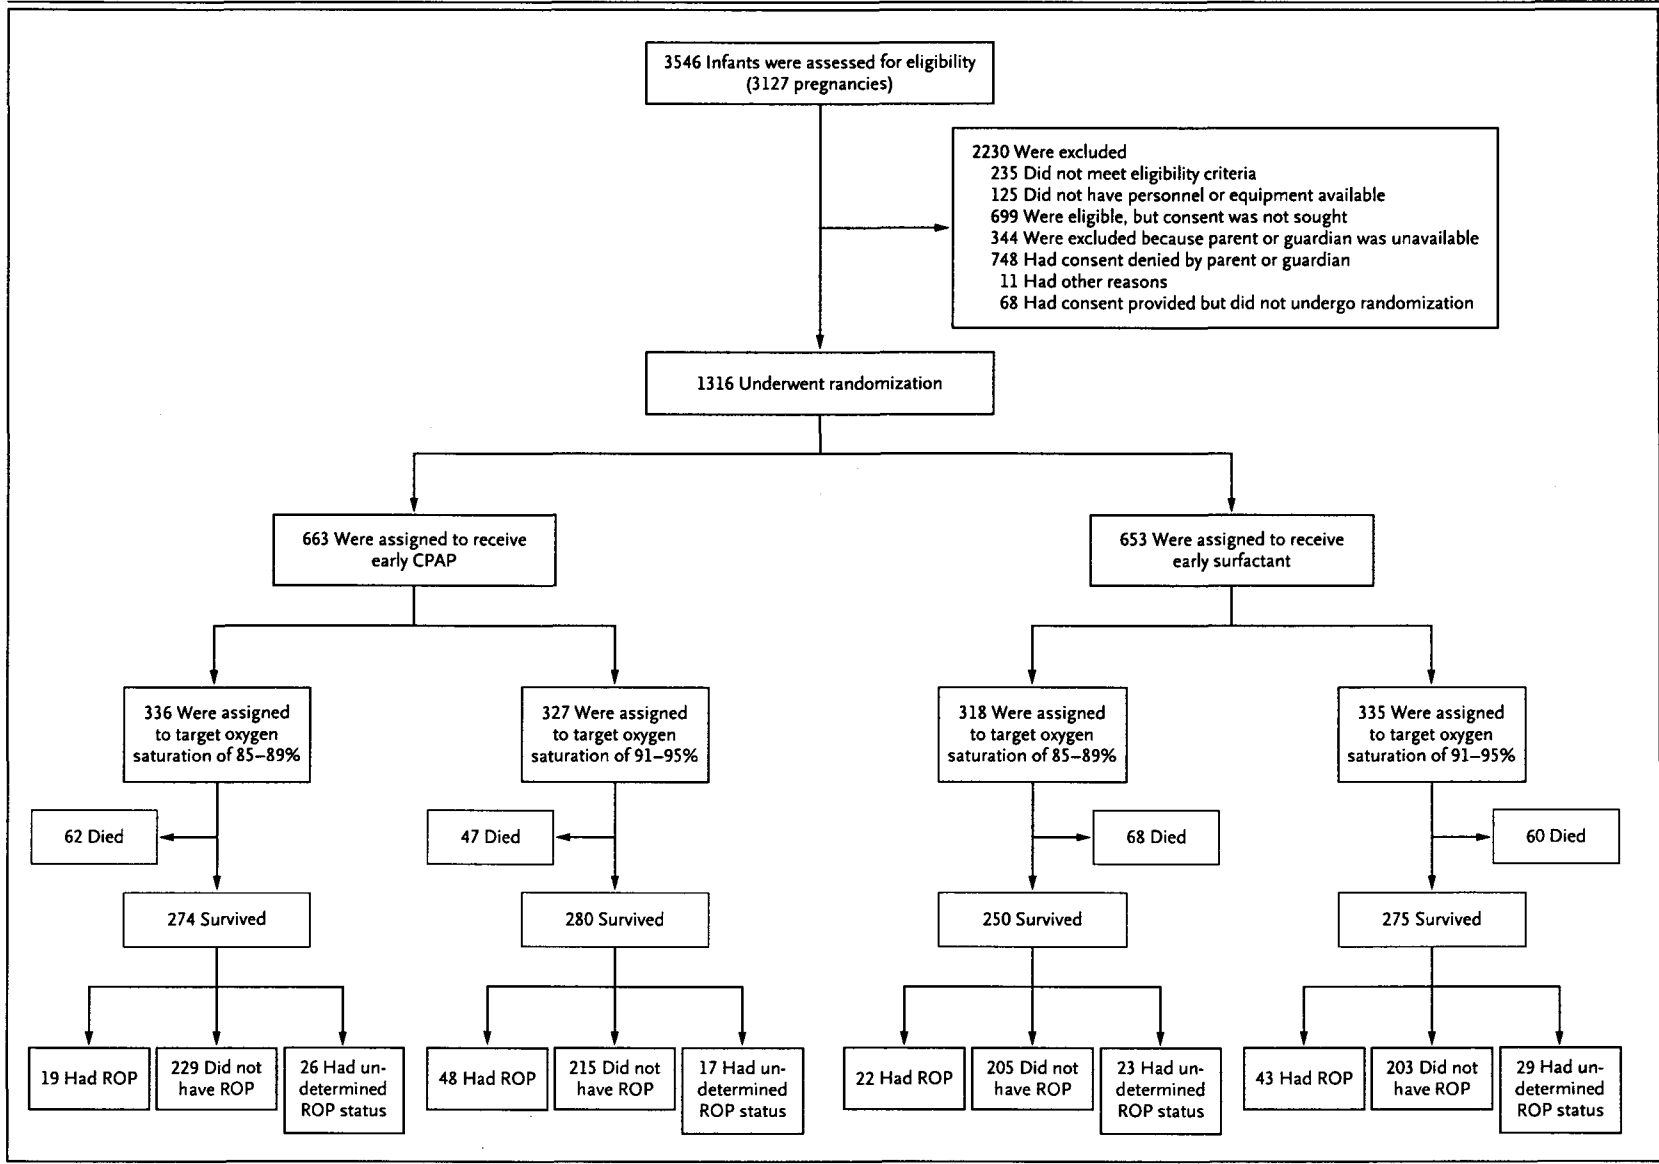 3546 Infants were assessed for eligibility
(3127 pregnancies)
2230 Were excluded
235 Did not meet eligibility criteria
125 Did not have personnel or equipment available
699 Were eligible, but consent was not sought
344 Were excluded because parent or guardian was unavailable
748 Had consent denied by parent or guardian
11 Had other reasons
68 Had consent provided but did not undergo randomization
1316 Underwent randomization
663 Were assigned to receive
early CPAP
653 Were assigned to receive
early surfactant
336 Were assigned
to target oxygen
saturation of 85–89%
327 Were assigned
to target oxygen
saturation of 91–95%
318 Were assigned
to target oxygen
saturation of 85–89%
335 Were assigned
to target oxygen
saturation of 91–95%
62 Died
47 Died
68 Died
60 Died
274 Survived
280 Survived
250 Survived
275 Survived
19 Had ROP
229 Did not
have ROP
26 Had un-
determined
ROP status
48 Had ROP
215 Did not
have ROP
17 Had un-
determined
ROP status
22 Had ROP
205 Did not
have ROP
23 Had un-
determined
ROP status
43 Had ROP
203 Did not
have ROP
29 Had un-
determined
ROP status